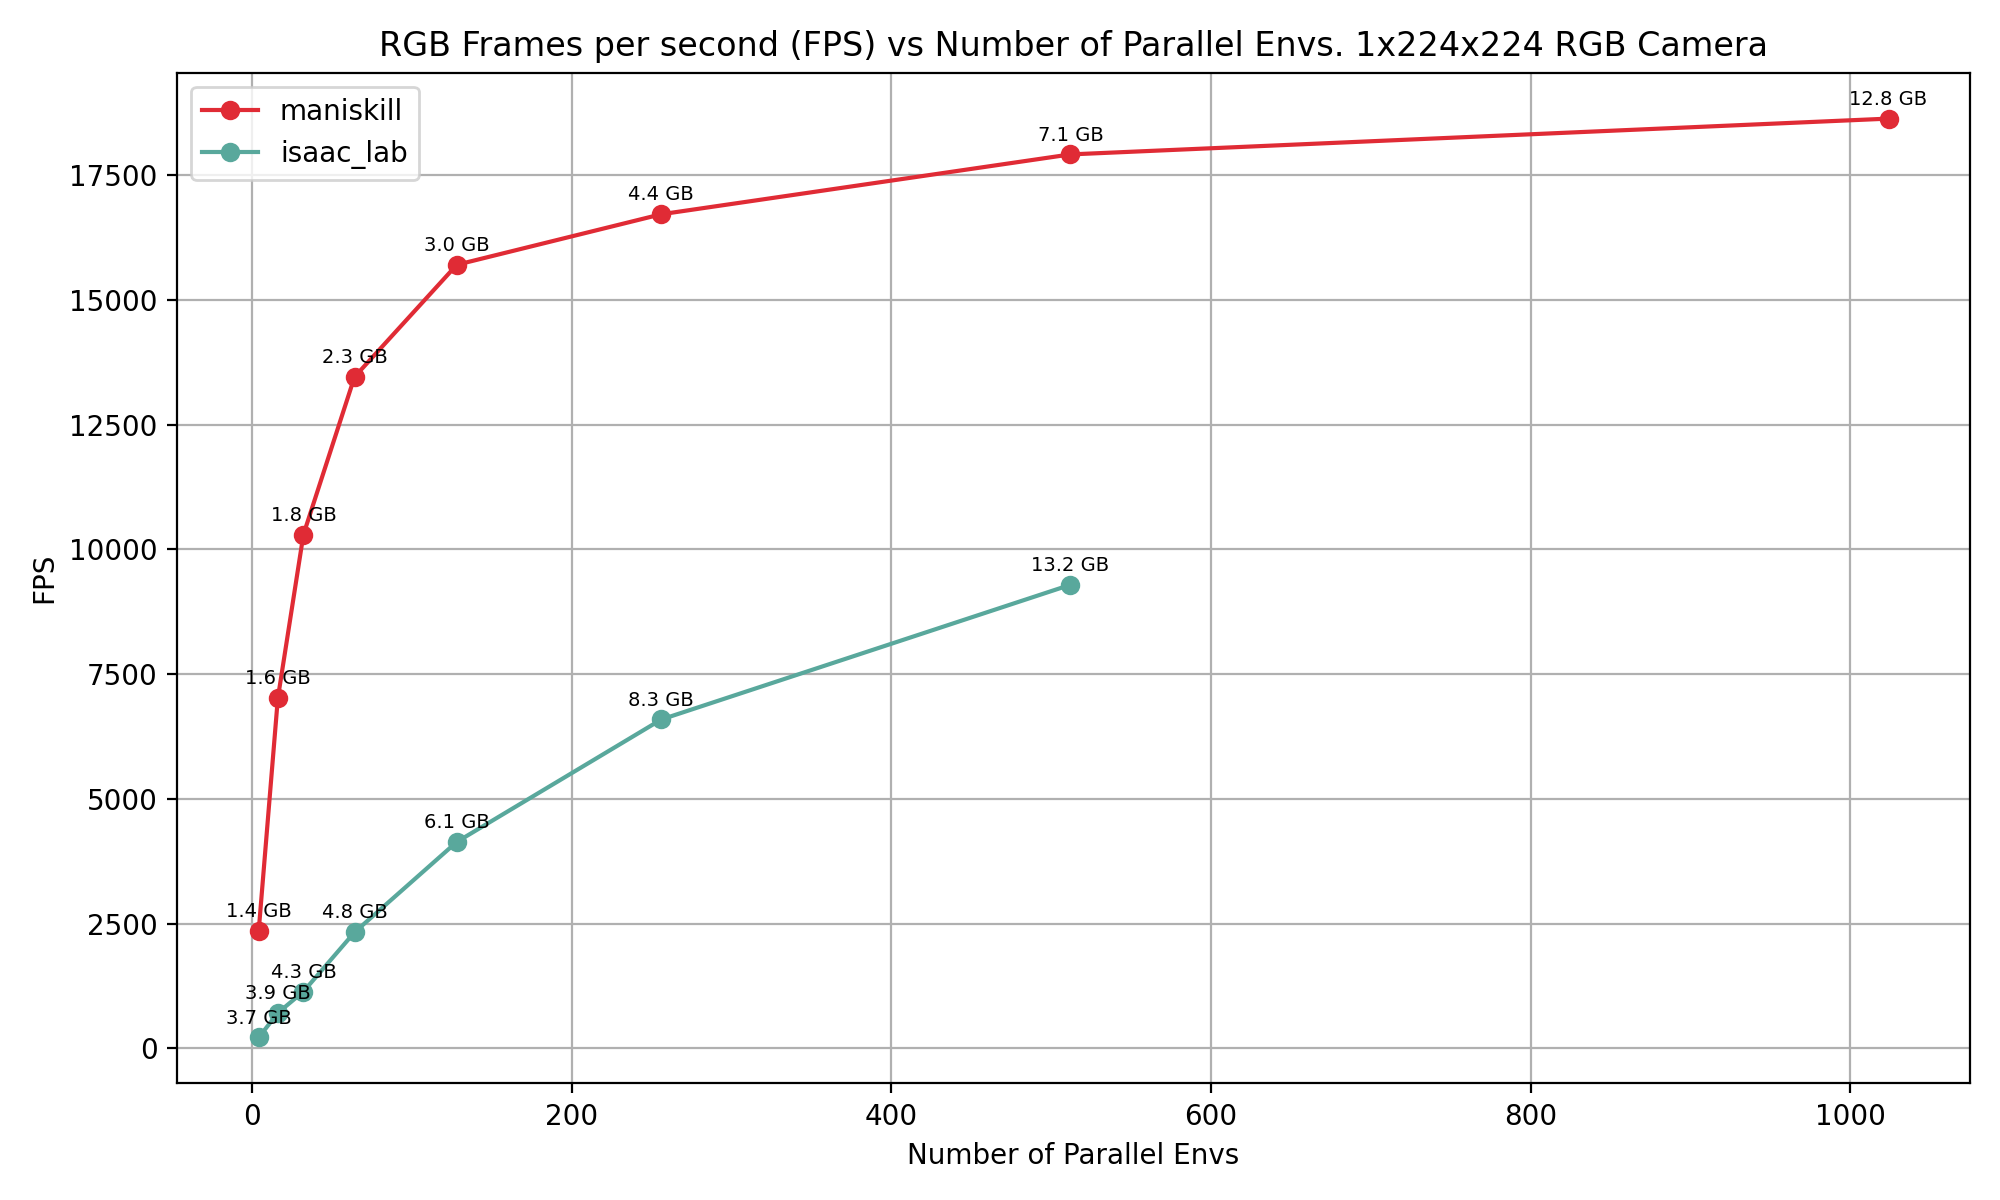 RGB Frames per second (FPS) vs Number of Parallel Envs. 1x224x224 RGB Camera
maniskill
isaac_lab
12.8 GB
7.1 GB
4.4 GB
3.0 GB
2.3 GB
1.8 GB
1.6 GB
1.4 GB
13.2 GB
8.3 GB
6.1 GB
4.8 GB
4.3 GB
3.9 GB
3.7 GB
FPS
17500
15000
12500
10000
7500
5000
2500
0
0 200 400 600 800 1000
Number of Parallel Envs